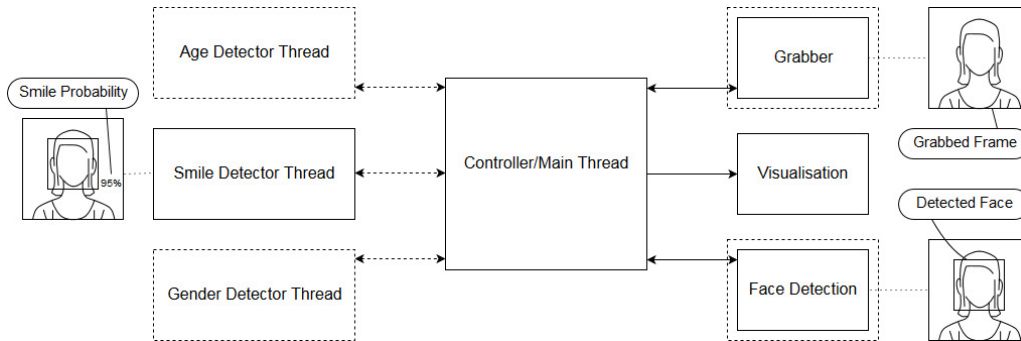 Age Detector Thread
Grabber
Smile Probability
Grabbed Frame
Controller/Main Thread
Smile Detector Thread
95%
Visualisation
Detected Face
Gender Detector Thread
Face Detection